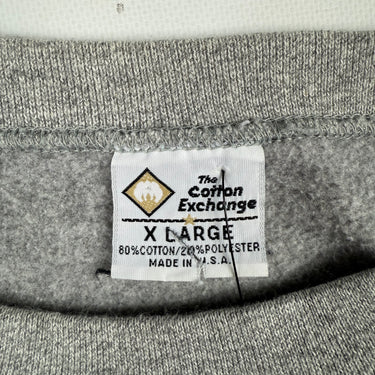 The
Cotton
Exchange
X LARGE
80% COTTON/20% POLYESTER
MADE IN U.S.A.